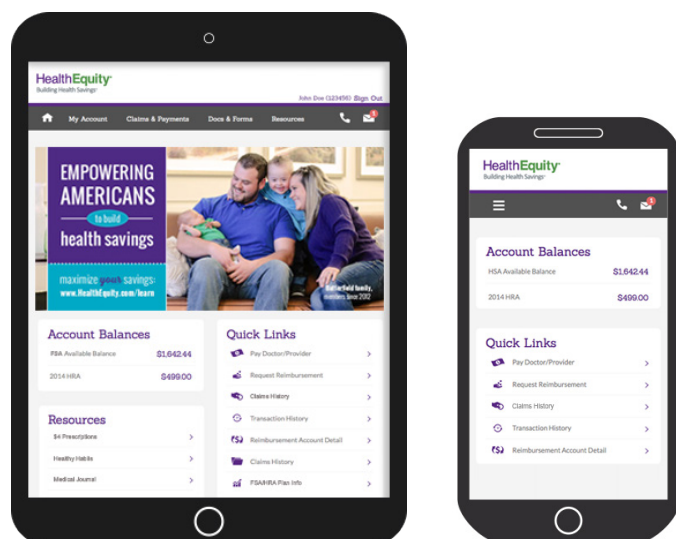 HealthEquity
Building Health Savings
John Doe (123456) Sign Out
My Account Claims & Payments Docs & Forms Resources
1
EMPOWERING
AMERICANS
to build
health savings
maximize your savings:
www.HealthEquity.com/learn
Butterfield family,
members since 2012
Account Balances
FSA Available Balance $1,642.44
2014 HRA $499.00
Resources
$4 Prescriptions
Healthy Habits
Medical Journal
Quick Links
Pay Doctor/Provider
Request Reimbursement
Claims History
Transaction History
Reimbursement Account Detail
Claims History
FSA/HRA Plan Info
HealthEquity
Building Health Savings
1
Account Balances
HSA Available Balance $1,642.44
2014 HRA $499.00
Quick Links
Pay Doctor/Provider
Request Reimbursement
Claims History
Transaction History
Reimbursement Account Detail